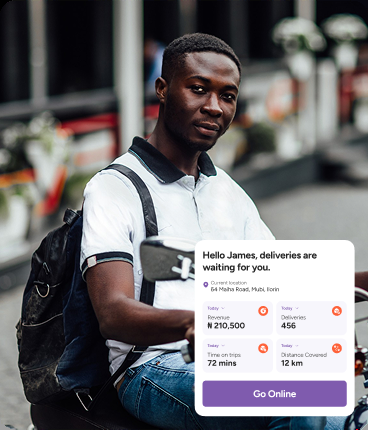 Hello James, deliveries are
waiting for you.
Current location
64 Maiha Road, Mubi, Ilorin
Today
Revenue
₦ 210,500
Today
Deliveries
456
Today
Time on trips
72 mins
Today
Distance Covered
12 km
Go Online